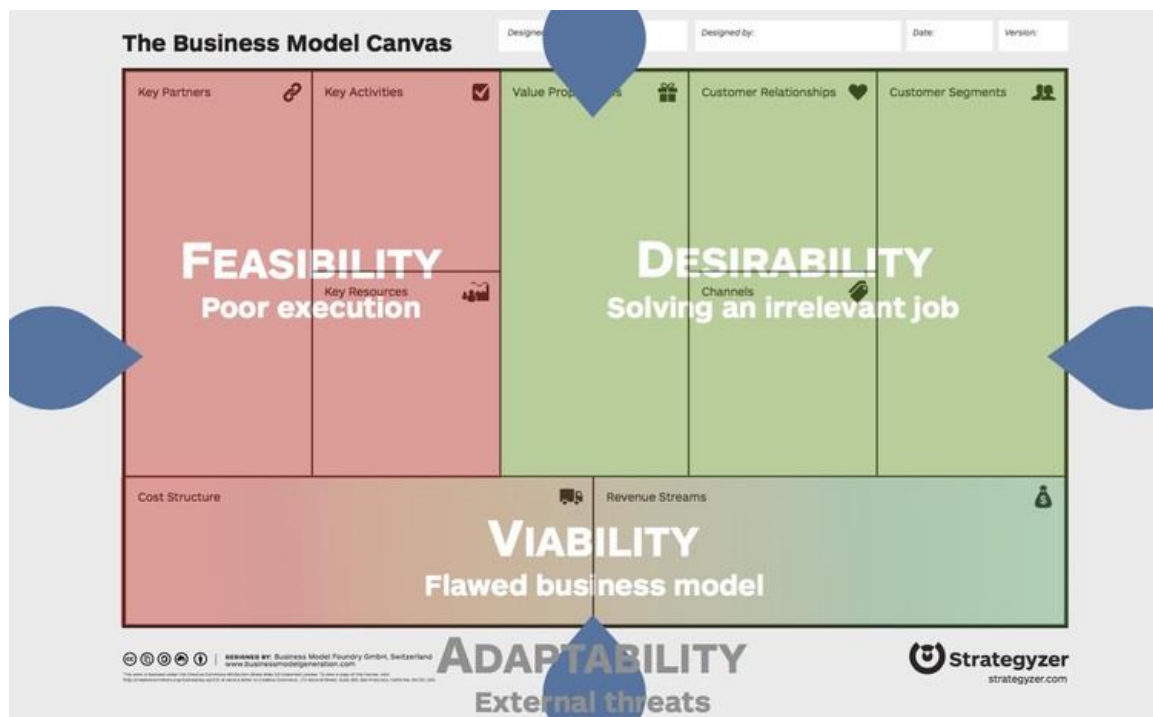 The Business Model Canvas
Designed by:
Date:
Version:
Key Partners
Key Activities
Value
Customer Relationships
Customer Segments
FEASIBILITY
Poor execution
DESIRABILITY
Solving an irrelevant job
Key Resources
Channels
Cost Structure
Revenue Streams
VIABILITY
Flawed business model
DESIGNED BY: Business Model Foundry GmbH, Switzerland
www.businessmodelgeneration.com
ADAPTABILITY
External threats
Strategyzer
strategyzer.com